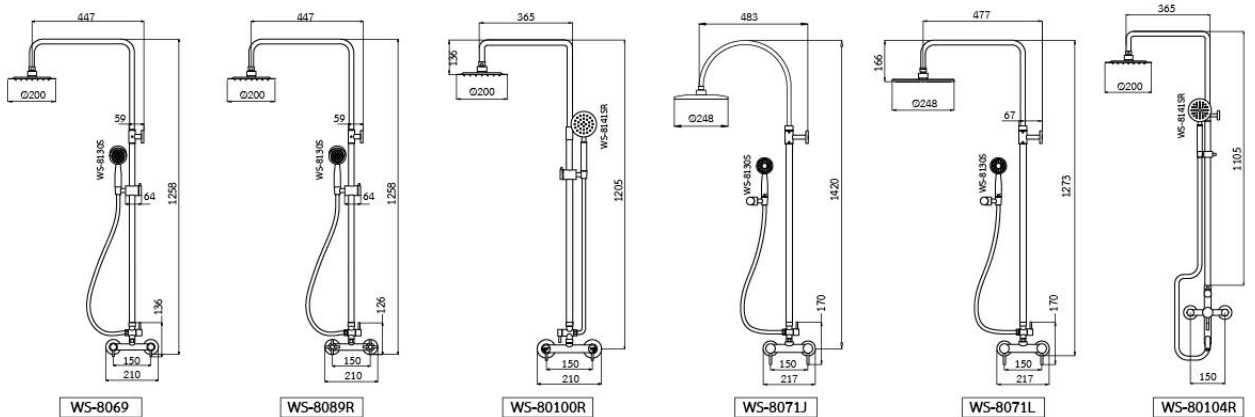 447
Ø200
59
WS-8130S
64
1258
136
150
210
WS-8069
447
Ø200
59
WS-8130S
64
1258
126
150
210
WS-8089R
365
136
Ø200
WS-8141SR
1205
150
210
WS-80100R
483
Ø248
WS-8130S
1420
170
150
217
WS-8071J
477
166
Ø248
67
WS-8130S
1273
170
150
217
WS-8071L
365
Ø200
WS-8141SR
1105
150
WS-80104R